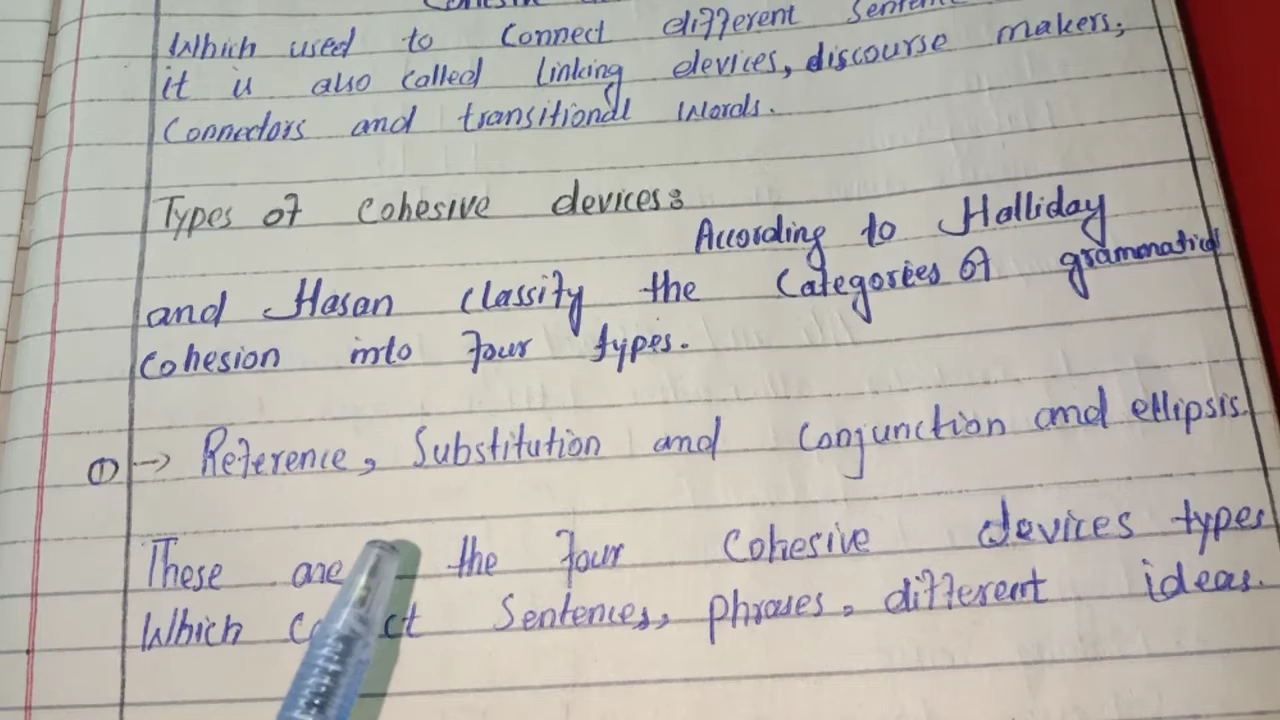 Which used to connect different
it is also called linking devices, discourse makers,
Connectors and transitional words.
Types of cohesive devices:
According to Halliday
and Hasan classify the categories of grammatical
Cohesion into four types.
① → Reference, Substitution and Conjunction and ellipsis.
These are the four Cohesive devices types
Which Sentences, phrases, different ideas.